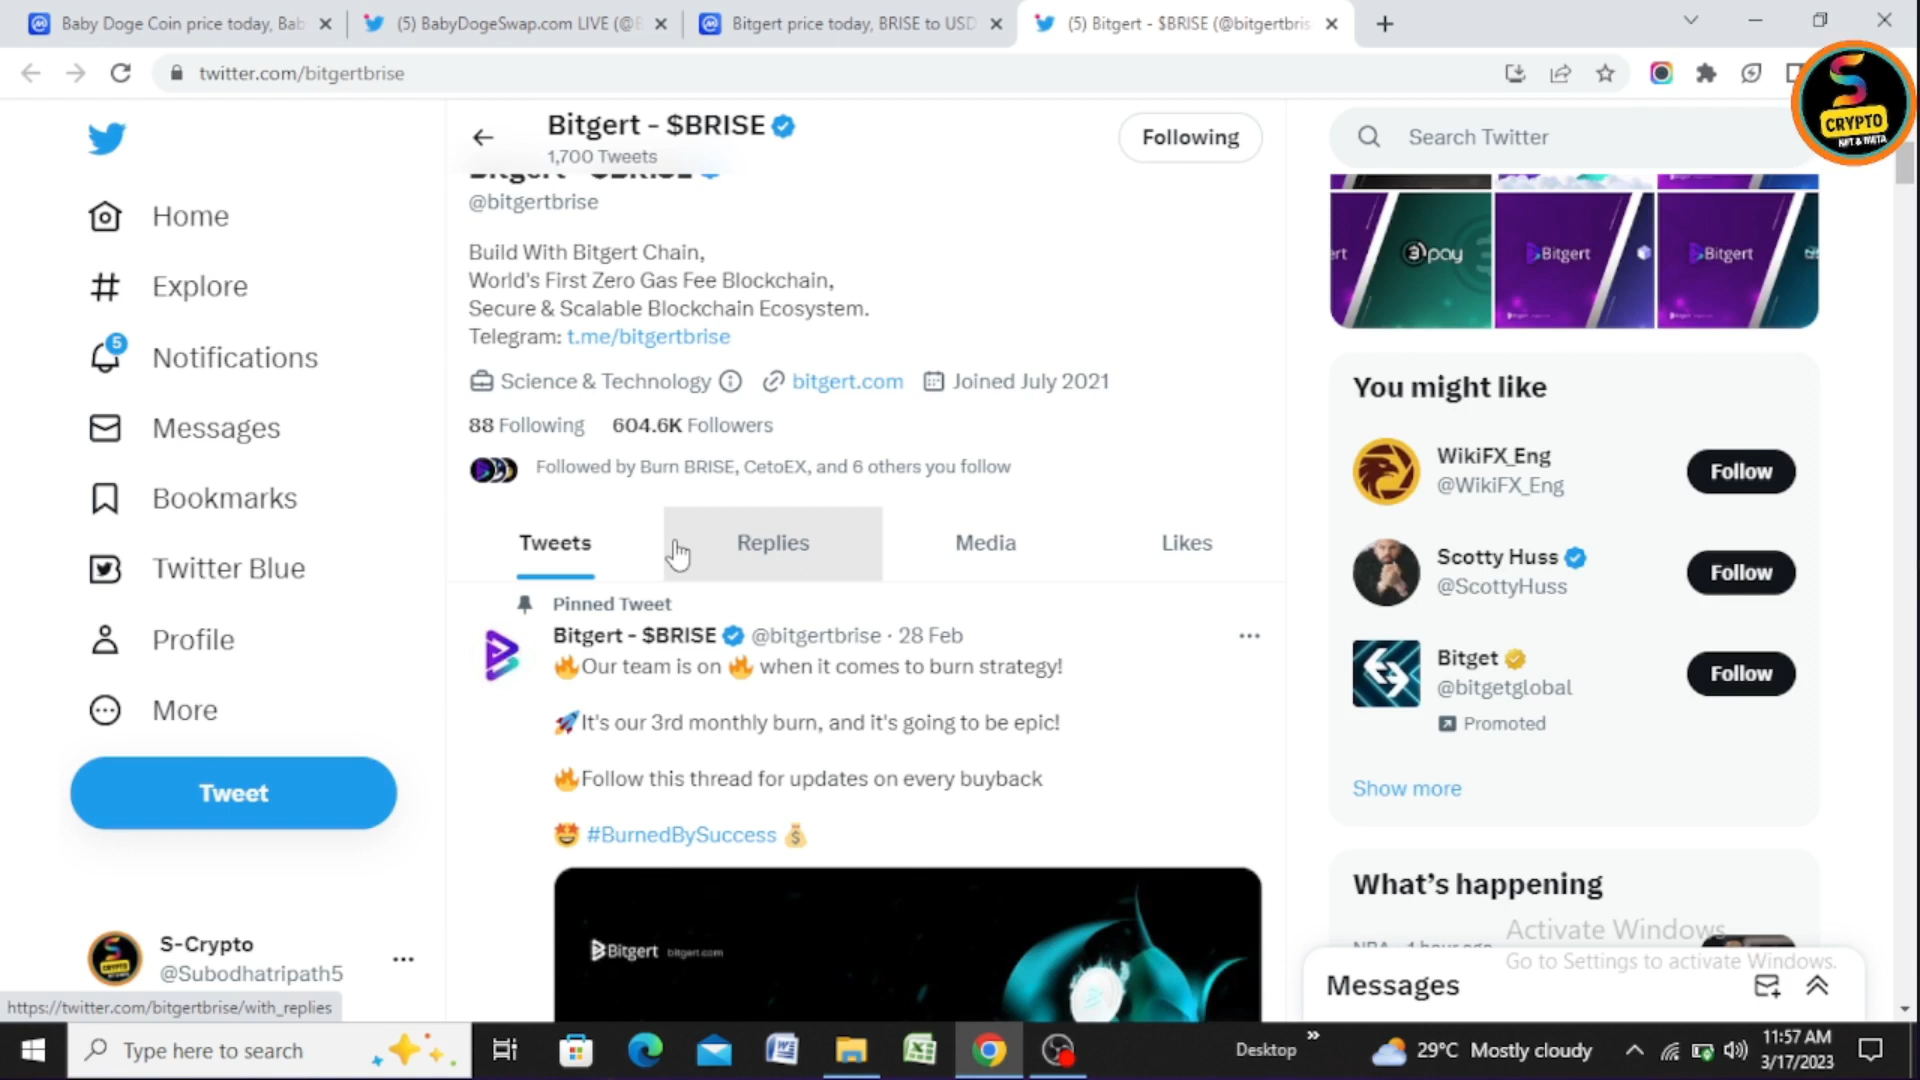 Baby Doge Coin price today, Bab
(5) BabyDogeSwap.com LIVE (@B
Bitgert price today, BRISE to USD
(5) Bitgert - $BRISE (@bitgertbris
twitter.com/bitgertbrise
S
CRYPTO
NFT & META
Home
Explore
5
Notifications
Messages
Bookmarks
Twitter Blue
Profile
More
Tweet
S-Crypto
@Subodhatripath5
https://twitter.com/bitgertbrise/with_replies
Bitgert - $BRISE
1,700 Tweets
Following
Bitgert - $BRISE
@bitgertbrise
Build With Bitgert Chain,
World's First Zero Gas Fee Blockchain,
Secure & Scalable Blockchain Ecosystem.
Telegram: t.me/bitgertbrise
Science & Technology bitgert.com Joined July 2021
88 Following 604.6K Followers
Followed by Burn BRISE, CetoEX, and 6 others you follow
Tweets Replies Media Likes
Pinned Tweet
Bitgert - $BRISE @bitgertbrise · 28 Feb
🔥Our team is on 🔥 when it comes to burn strategy!
🚀It's our 3rd monthly burn, and it's going to be epic!
🔥Follow this thread for updates on every buyback
🤩 #BurnedBySuccess 💰
Bitgert bitgert.com
Search Twitter
ert
pay
Bitgert
Bitgert
You might like
WikiFX_Eng
@WikiFX_Eng
Follow
Scotty Huss
@ScottyHuss
Follow
Bitget
@bitgetglobal
Promoted
Follow
Show more
What's happening
Activate Windows
Go to Settings to activate Windows.
Messages
Type here to search
Desktop
29°C Mostly cloudy
11:57 AM
3/17/2023